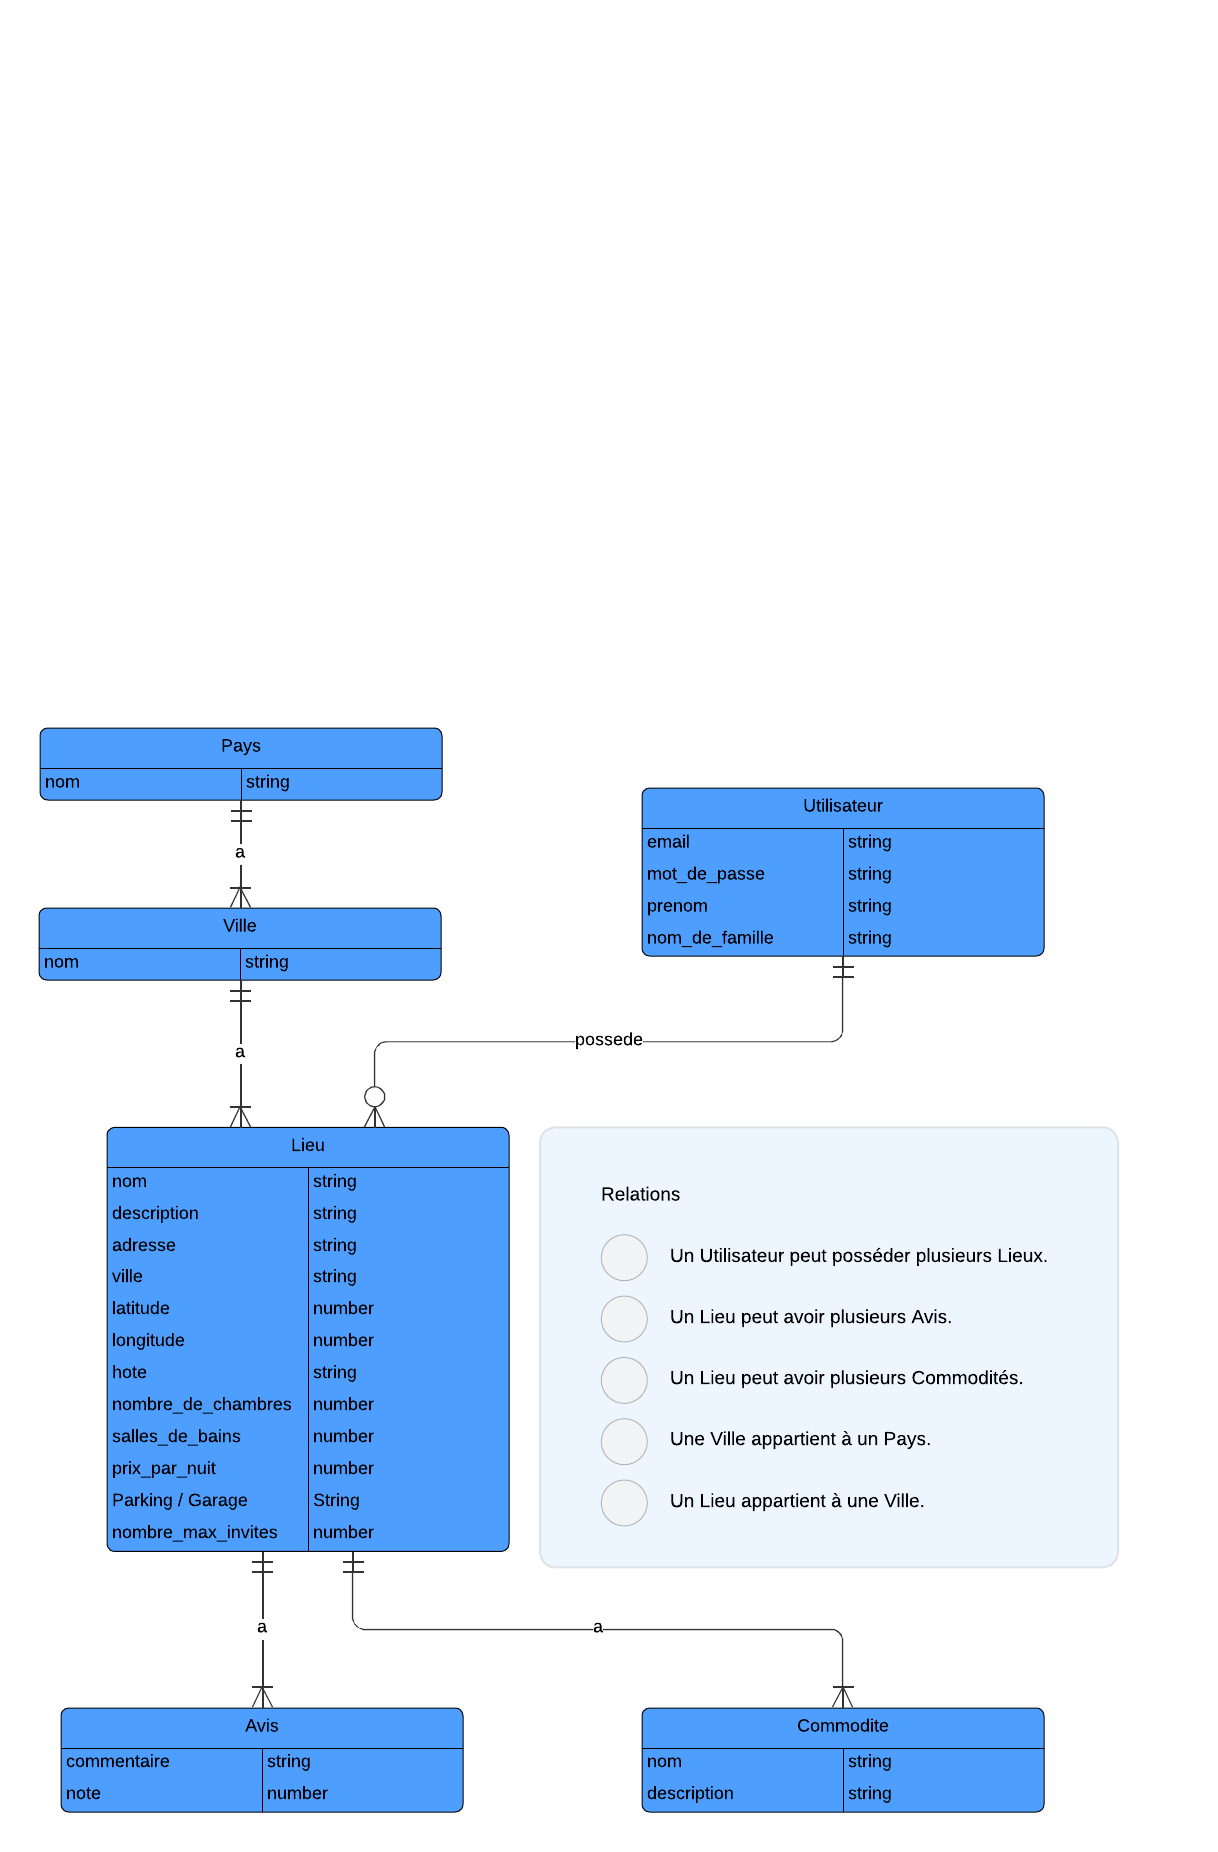 Pays
nom string
a
Ville
nom string
a
Utilisateur
email string
mot_de_passe string
prenom string
nom_de_famille string
possede
Lieu
nom string
description string
adresse string
ville string
latitude number
longitude number
hote string
nombre_de_chambres number
salles_de_bains number
prix_par_nuit number
Parking / Garage String
nombre_max_invites number
Relations
Un Utilisateur peut posséder plusieurs Lieux.
Un Lieu peut avoir plusieurs Avis.
Un Lieu peut avoir plusieurs Commodités.
Une Ville appartient à un Pays.
Un Lieu appartient à une Ville.
a
a
Avis
commentaire string
note number
Commodite
nom string
description string